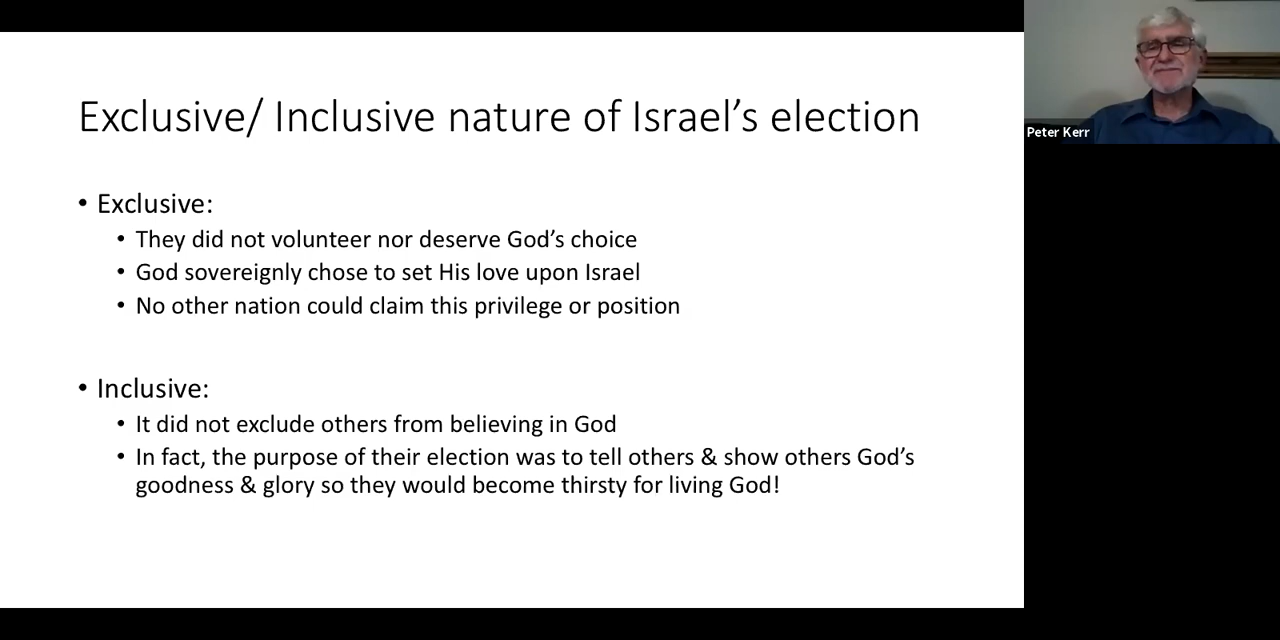 Exclusive/ Inclusive nature of Israel’s election
• Exclusive:
• They did not volunteer nor deserve God’s choice
• God sovereignly chose to set His love upon Israel
• No other nation could claim this privilege or position
• Inclusive:
• It did not exclude others from believing in God
• In fact, the purpose of their election was to tell others & show others God’s
goodness & glory so they would become thirsty for living God!
Peter Kerr